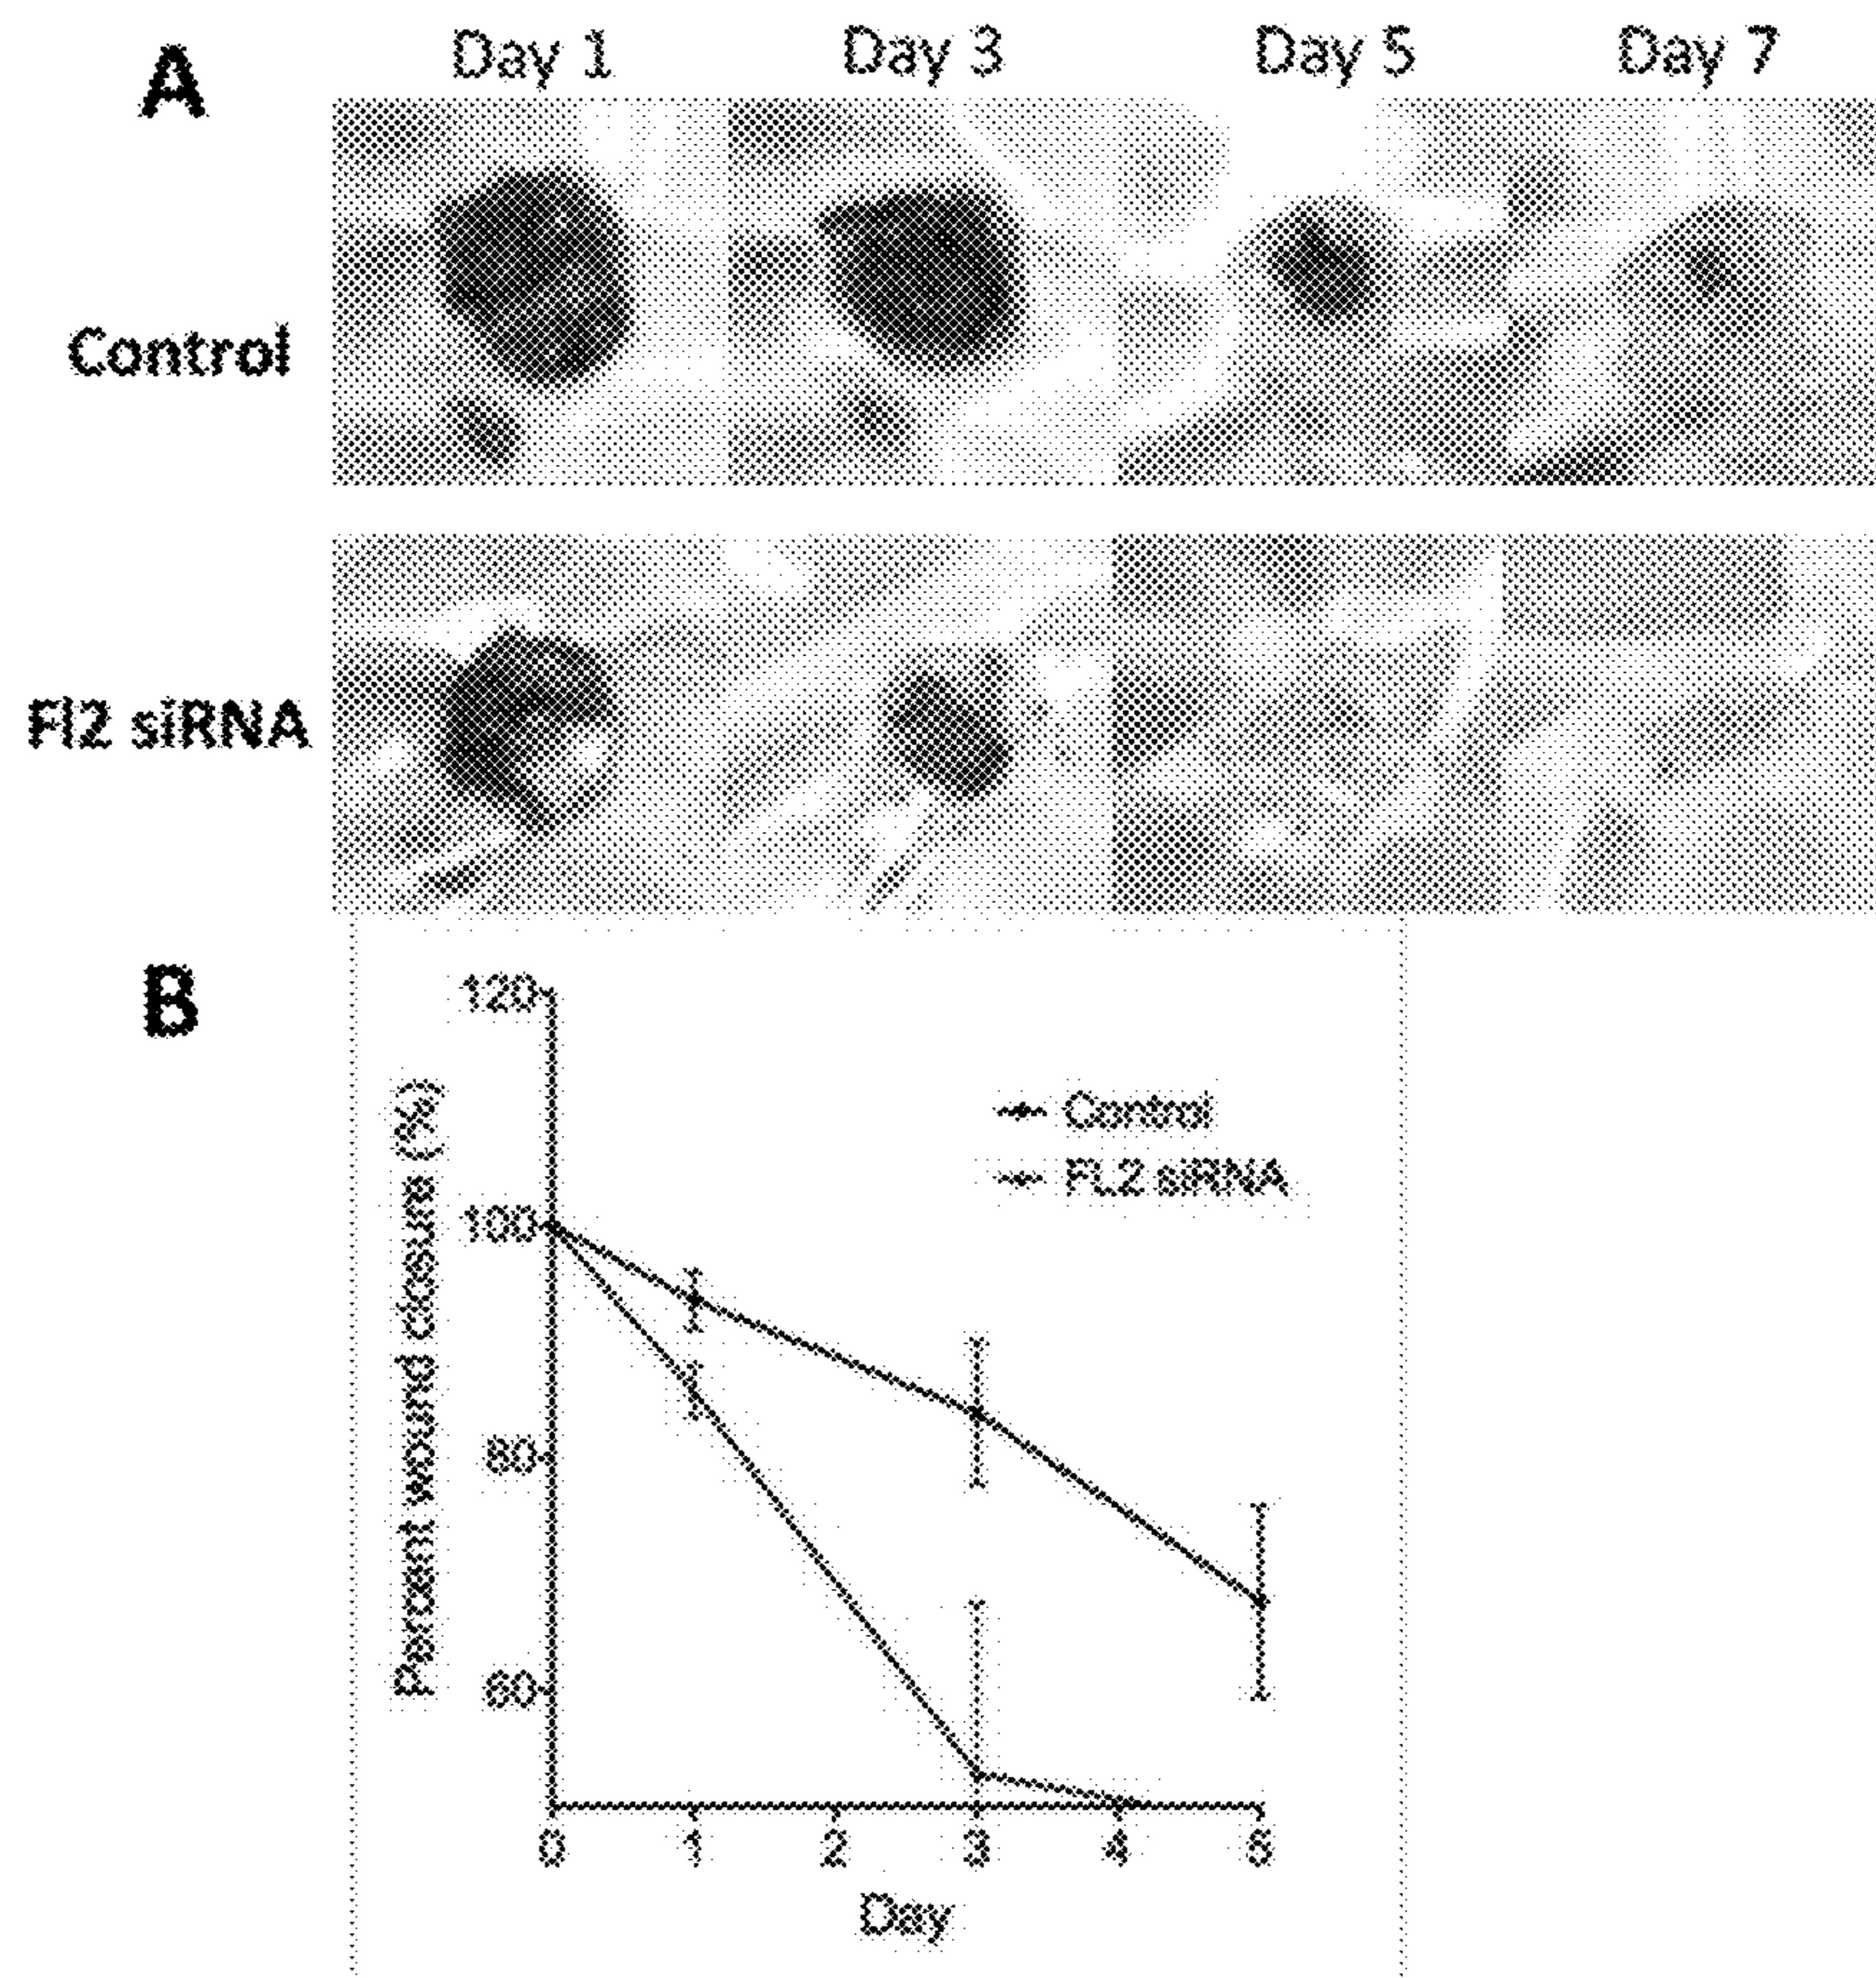 A
Day 1 Day 3 Day 5 Day 7
Control
Fl2 siRNA
B
120
100
80
60
Percent wound closure (%)
Control
FL2 siRNA
0 1 2 3 4 5
Day